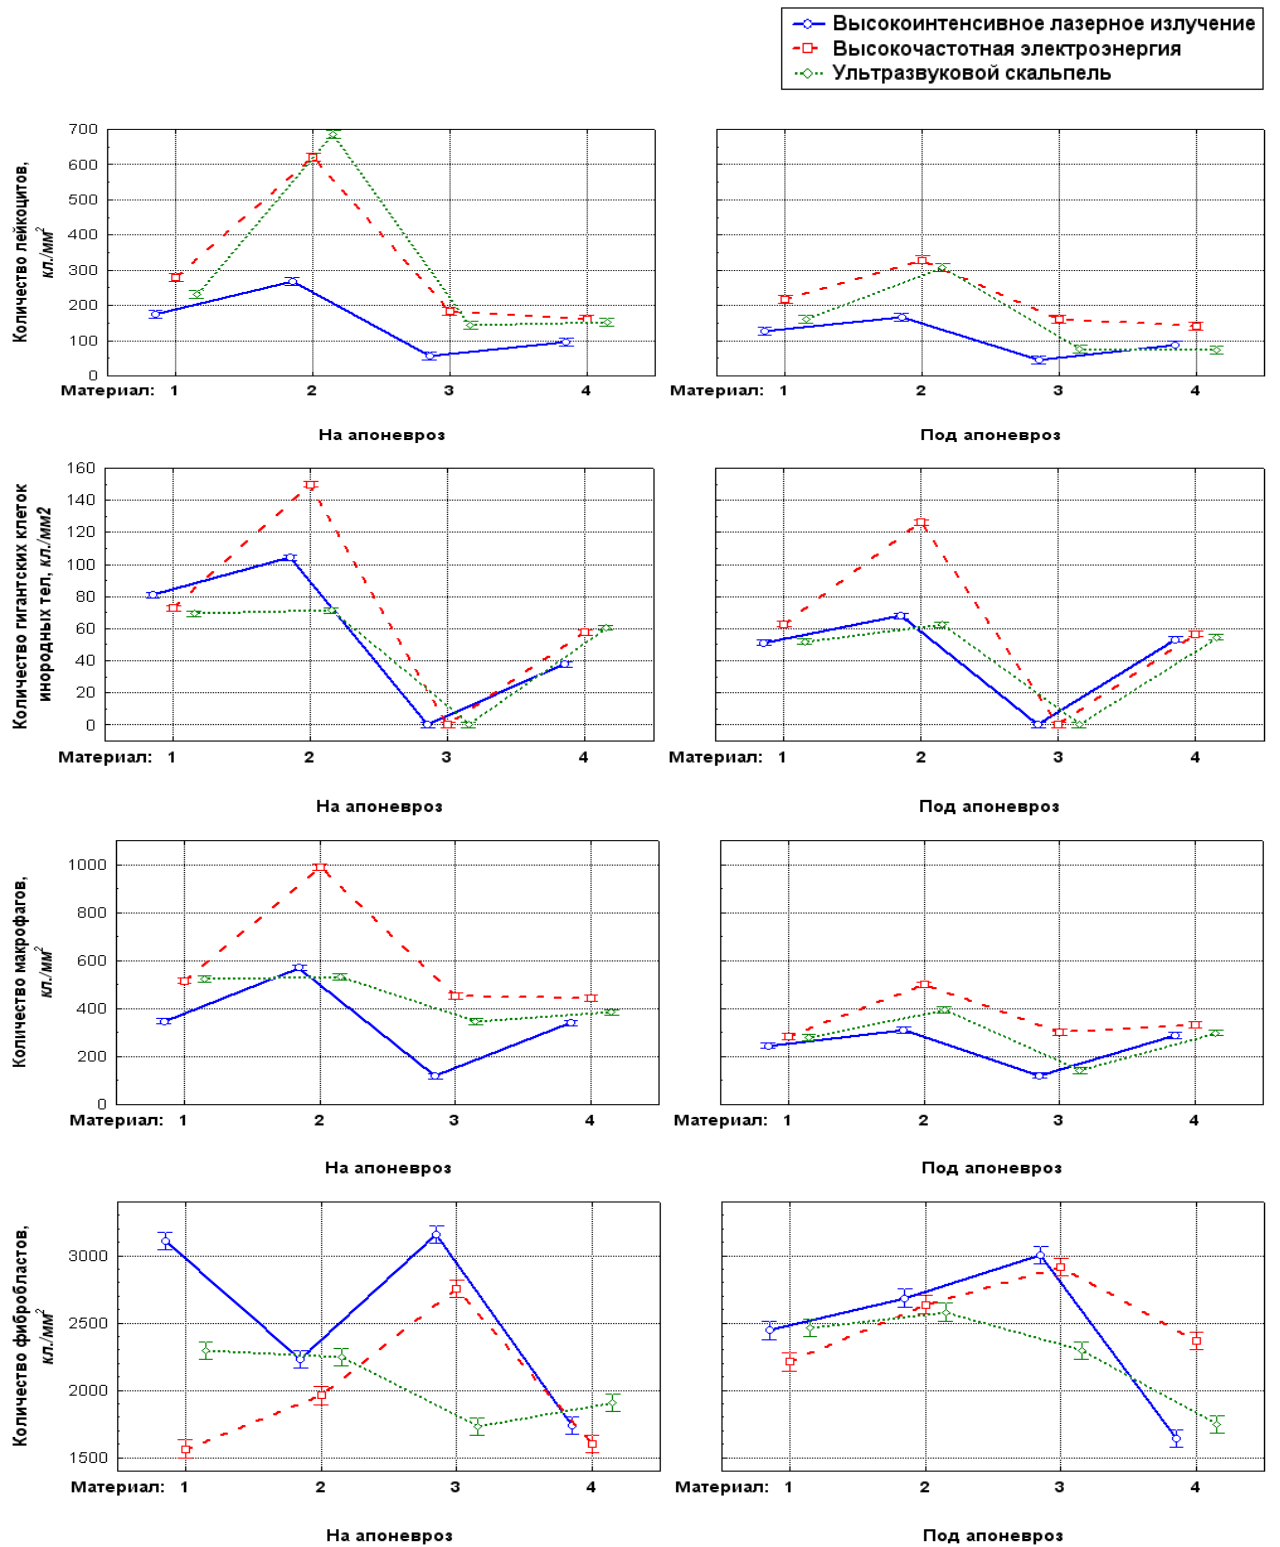 Высокоинтенсивное лазерное излучение
Высокочастотная электроэнергия
Ультразвуковой скальпель
Количество лейкоцитов,
кл./мм²
700
600
500
400
300
200
100
0
Материал: 1 2 3 4
1 2 3 4
На апоневроз
Под апоневроз
Количество гигантских клеток
инородных тел, кл./мм2
160
140
120
100
80
60
40
20
0
Материал: 1 2 3 4
Материал: 1 2 3 4
На апоневроз
Под апоневроз
Количество макрофагов,
кл./мм²
1000
800
600
400
200
0
Материал: 1 2 3 4
Материал: 1 2 3 4
На апоневроз
Под апоневроз
Количество фибробластов,
кл./мм²
3000
2500
2000
1500
Материал: 1 2 3 4
Материал: 1 2 3 4
На апоневроз
Под апоневроз